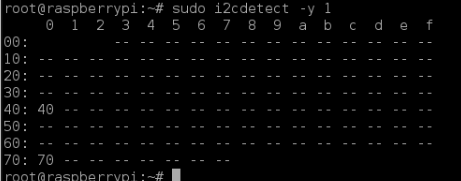 root@raspberrypi:~# sudo i2cdetect -y 1
     0  1  2  3  4  5  6  7  8  9  a  b  c  d  e  f
00:          -- -- -- -- -- -- -- -- -- -- -- -- --
10: -- -- -- -- -- -- -- -- -- -- -- -- -- -- -- --
20: -- -- -- -- -- -- -- -- -- -- -- -- -- -- -- --
30: -- -- -- -- -- -- -- -- -- -- -- -- -- -- -- --
40: 40 -- -- -- -- -- -- -- -- -- -- -- -- -- -- --
50: -- -- -- -- -- -- -- -- -- -- -- -- -- -- -- --
60: -- -- -- -- -- -- -- -- -- -- -- -- -- -- -- --
70: 70 -- -- -- -- -- -- --
root@raspberrypi:~#